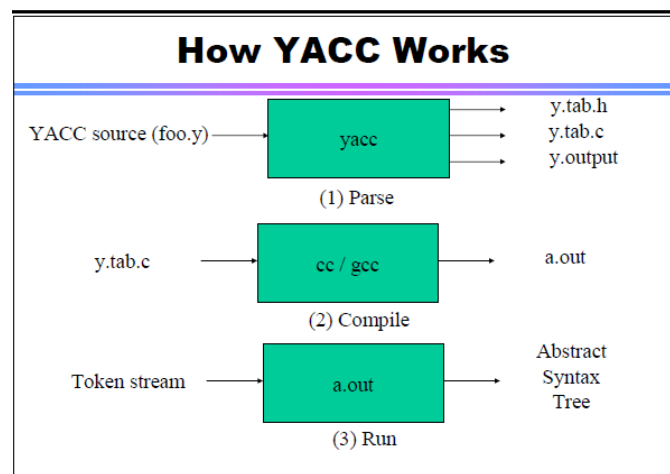 How YACC Works
YACC source (foo.y)
yacc
y.tab.h
y.tab.c
y.output
(1) Parse
y.tab.c
cc / gcc
a.out
(2) Compile
Token stream
a.out
Abstract
Syntax
Tree
(3) Run